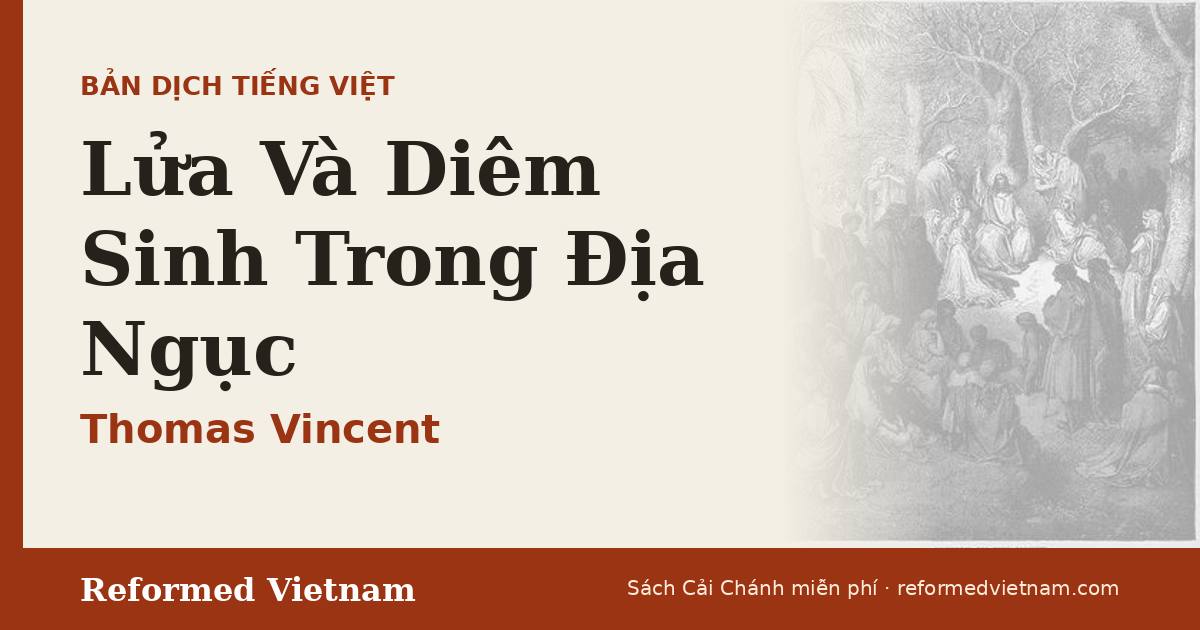 BẢN DỊCH TIẾNG VIỆT
Lửa Và Diêm
Sinh Trong Địa
Ngục
Thomas Vincent
Reformed Vietnam
Sách Cải Chánh miễn phí · reformedvietnam.com